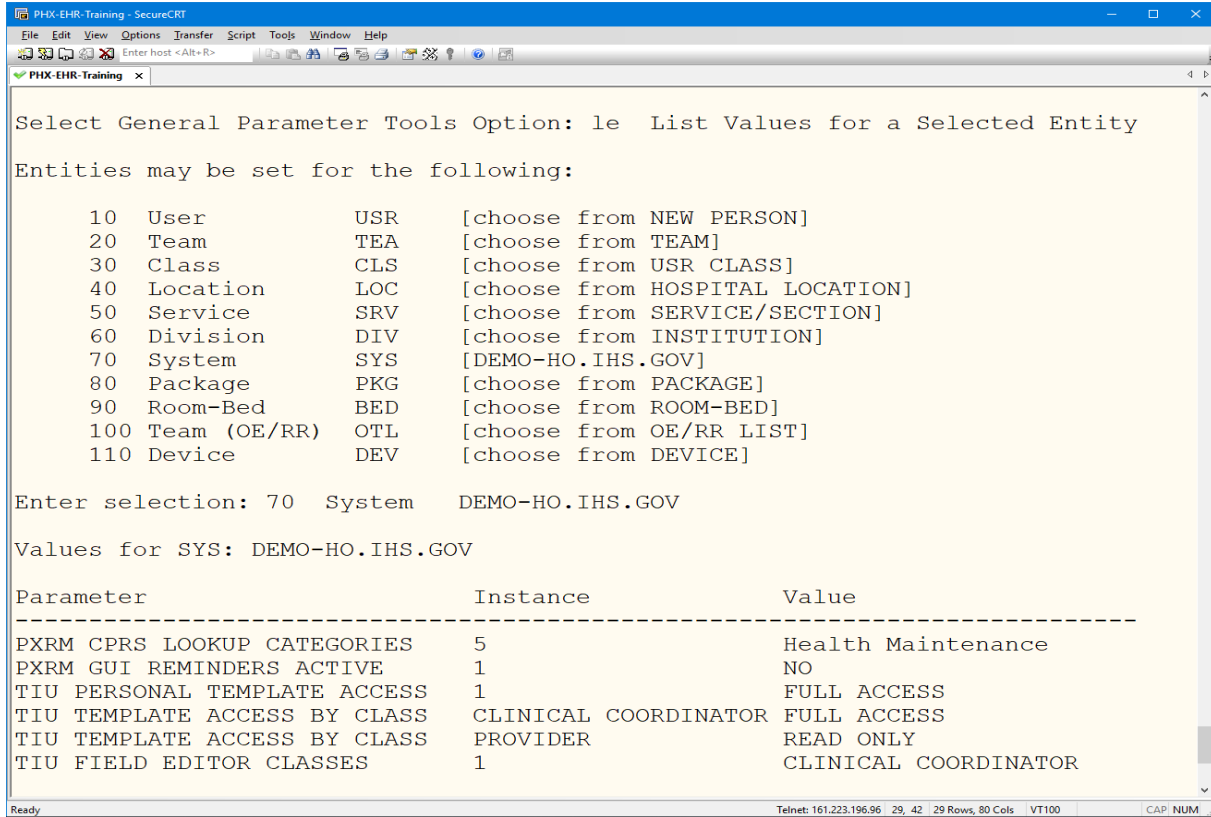 PHX-EHR-Training - SecureCRT
File Edit View Options Transfer Script Tools Window Help
Enter host <Alt+R>
PHX-EHR-Training
Select General Parameter Tools Option: le  List Values for a Selected Entity
Entities may be set for the following:
10  User  USR  [choose from NEW PERSON]
20  Team  TEA  [choose from TEAM]
30  Class  CLS  [choose from USR CLASS]
40  Location  LOC  [choose from HOSPITAL LOCATION]
50  Service  SRV  [choose from SERVICE/SECTION]
60  Division  DIV  [choose from INSTITUTION]
70  System  SYS  [DEMO-HO.IHS.GOV]
80  Package  PKG  [choose from PACKAGE]
90  Room-Bed  BED  [choose from ROOM-BED]
100 Team (OE/RR)  OTL  [choose from OE/RR LIST]
110 Device  DEV  [choose from DEVICE]
Enter selection: 70  System  DEMO-HO.IHS.GOV
Values for SYS: DEMO-HO.IHS.GOV
Parameter  Instance  Value
---------------------------------------------------------------------------
PXRM CPRS LOOKUP CATEGORIES  5  Health Maintenance
PXRM GUI REMINDERS ACTIVE  1  NO
TIU PERSONAL TEMPLATE ACCESS  1  FULL ACCESS
TIU TEMPLATE ACCESS BY CLASS  CLINICAL COORDINATOR FULL ACCESS
TIU TEMPLATE ACCESS BY CLASS  PROVIDER  READ ONLY
TIU FIELD EDITOR CLASSES  1  CLINICAL COORDINATOR
Ready  Telnet: 161.223.196.96  29, 42  29 Rows, 80 Cols  VT100  CAP NUM